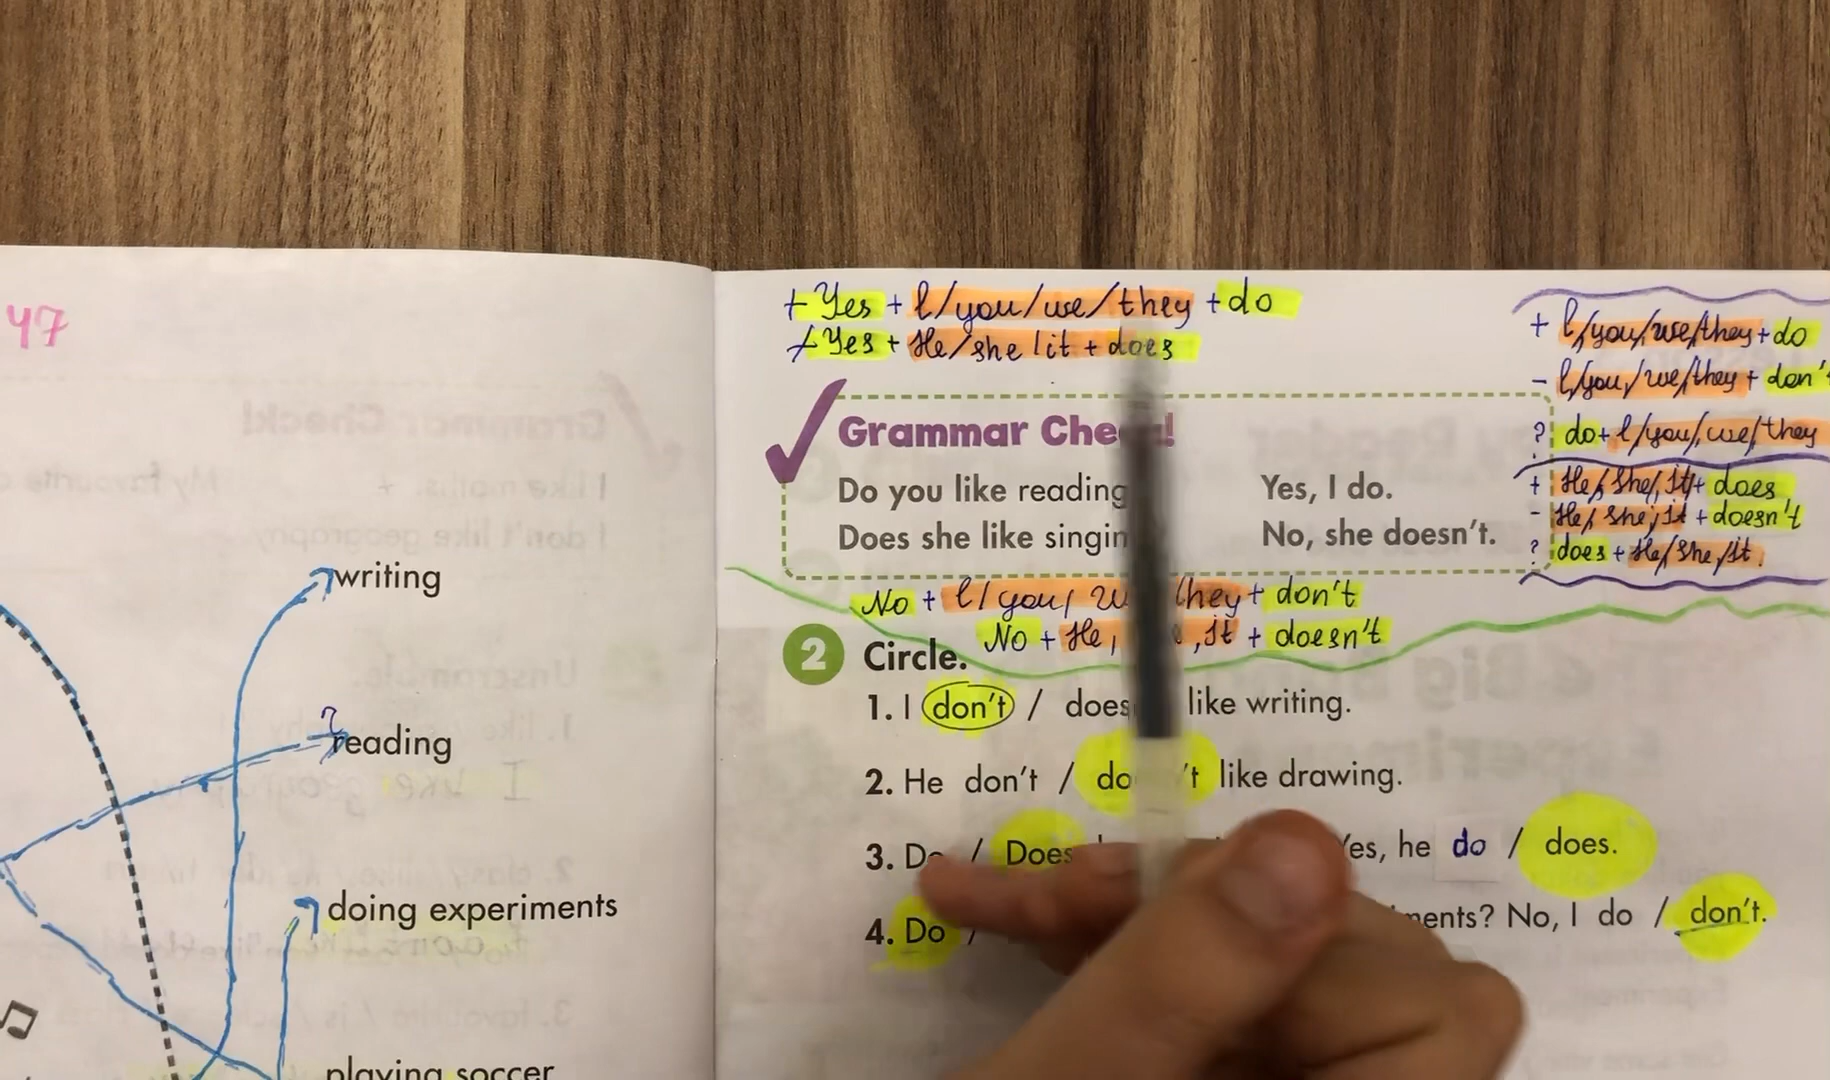 47
writing
reading
doing experiments
playing soccer
+ Yes + I/you/we/they + do
+ Yes + He/she/it + does
Grammar Check!
Do you like reading Yes, I do.
Does she like singin No, she doesn't.
No + I/you/ they + don't
No + He, , it + doesn't
+ I/you/we/they + do
- I/you/we/they + don't
? do + I/you/we/they
+ He/She/it + does
- He/She/it + doesn't
? does + He/She/it.
2 Circle.
1. I don't / does like writing.
2. He don't / do 't like drawing.
3. Do / Does Yes, he do / does.
4. Do / ments? No, I do / don't.